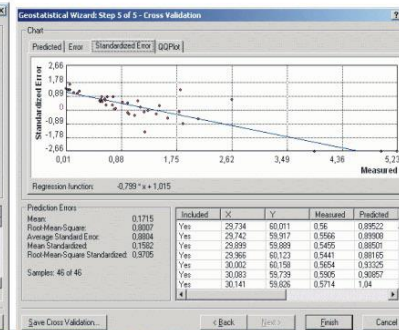 Geostatistical Wizard: Step 5 of 5 - Cross Validation
Chart
Predicted Error Standardized Error QQPlot
Standardized Error
2,66
1,78
0,89
0
-0,89
-1,78
-2,66
0,01 0,88 1,75 2,62 3,49 4,36 5,23
Measured
Regression function: -0,799 * x + 1,015
Prediction Errors
Mean: 0,1715
Root-Mean-Square: 0,8007
Average Standard Error: 0,8804
Mean Standardized: 0,1582
Root-Mean-Square Standardized: 0,9705
Samples: 46 of 46
Included X Y Measured Predicted
Yes 29,734 60,011 0,56 0,89522
Yes 29,742 59,917 0,5566 0,89908
Yes 29,899 59,889 0,5455 0,88501
Yes 29,966 60,123 0,5441 0,88165
Yes 30,002 60,158 0,5654 0,93325
Yes 30,083 59,739 0,5905 0,90857
Yes 30,141 59,826 0,5714 1,04
Save Cross Validation... < Back Next > Finish Cancel